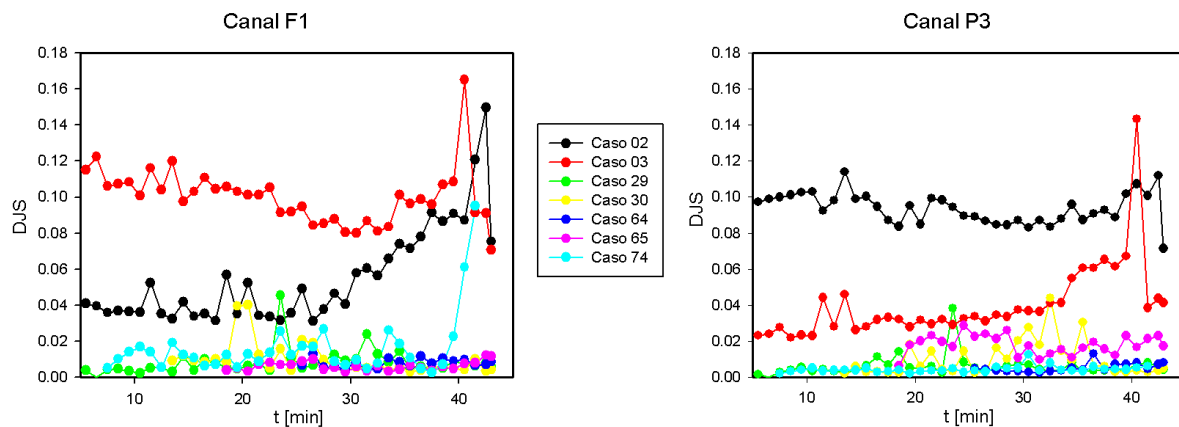 Canal F1
0.18
0.16
0.14
0.12
0.10
0.08
0.06
0.04
0.02
0.00
DJS
10
20
30
40
t [min]
Caso 02
Caso 03
Caso 29
Caso 30
Caso 64
Caso 65
Caso 74
Canal P3
0.18
0.16
0.14
0.12
0.10
0.08
0.06
0.04
0.02
0.00
DJS
10
20
30
40
t [min]